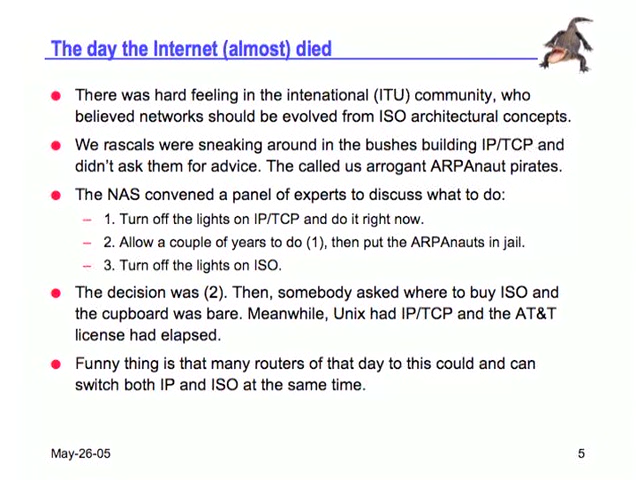 The day the Internet (almost) died
There was hard feeling in the intenational (ITU) community, who
believed networks should be evolved from ISO architectural concepts.
We rascals were sneaking around in the bushes building IP/TCP and
didn't ask them for advice. The called us arrogant ARPAnaut pirates.
The NAS convened a panel of experts to discuss what to do:
– 1. Turn off the lights on IP/TCP and do it right now.
– 2. Allow a couple of years to do (1), then put the ARPAnauts in jail.
– 3. Turn off the lights on ISO.
The decision was (2). Then, somebody asked where to buy ISO and
the cupboard was bare. Meanwhile, Unix had IP/TCP and the AT&T
license had elapsed.
Funny thing is that many routers of that day to this could and can
switch both IP and ISO at the same time.
May-26-05
5